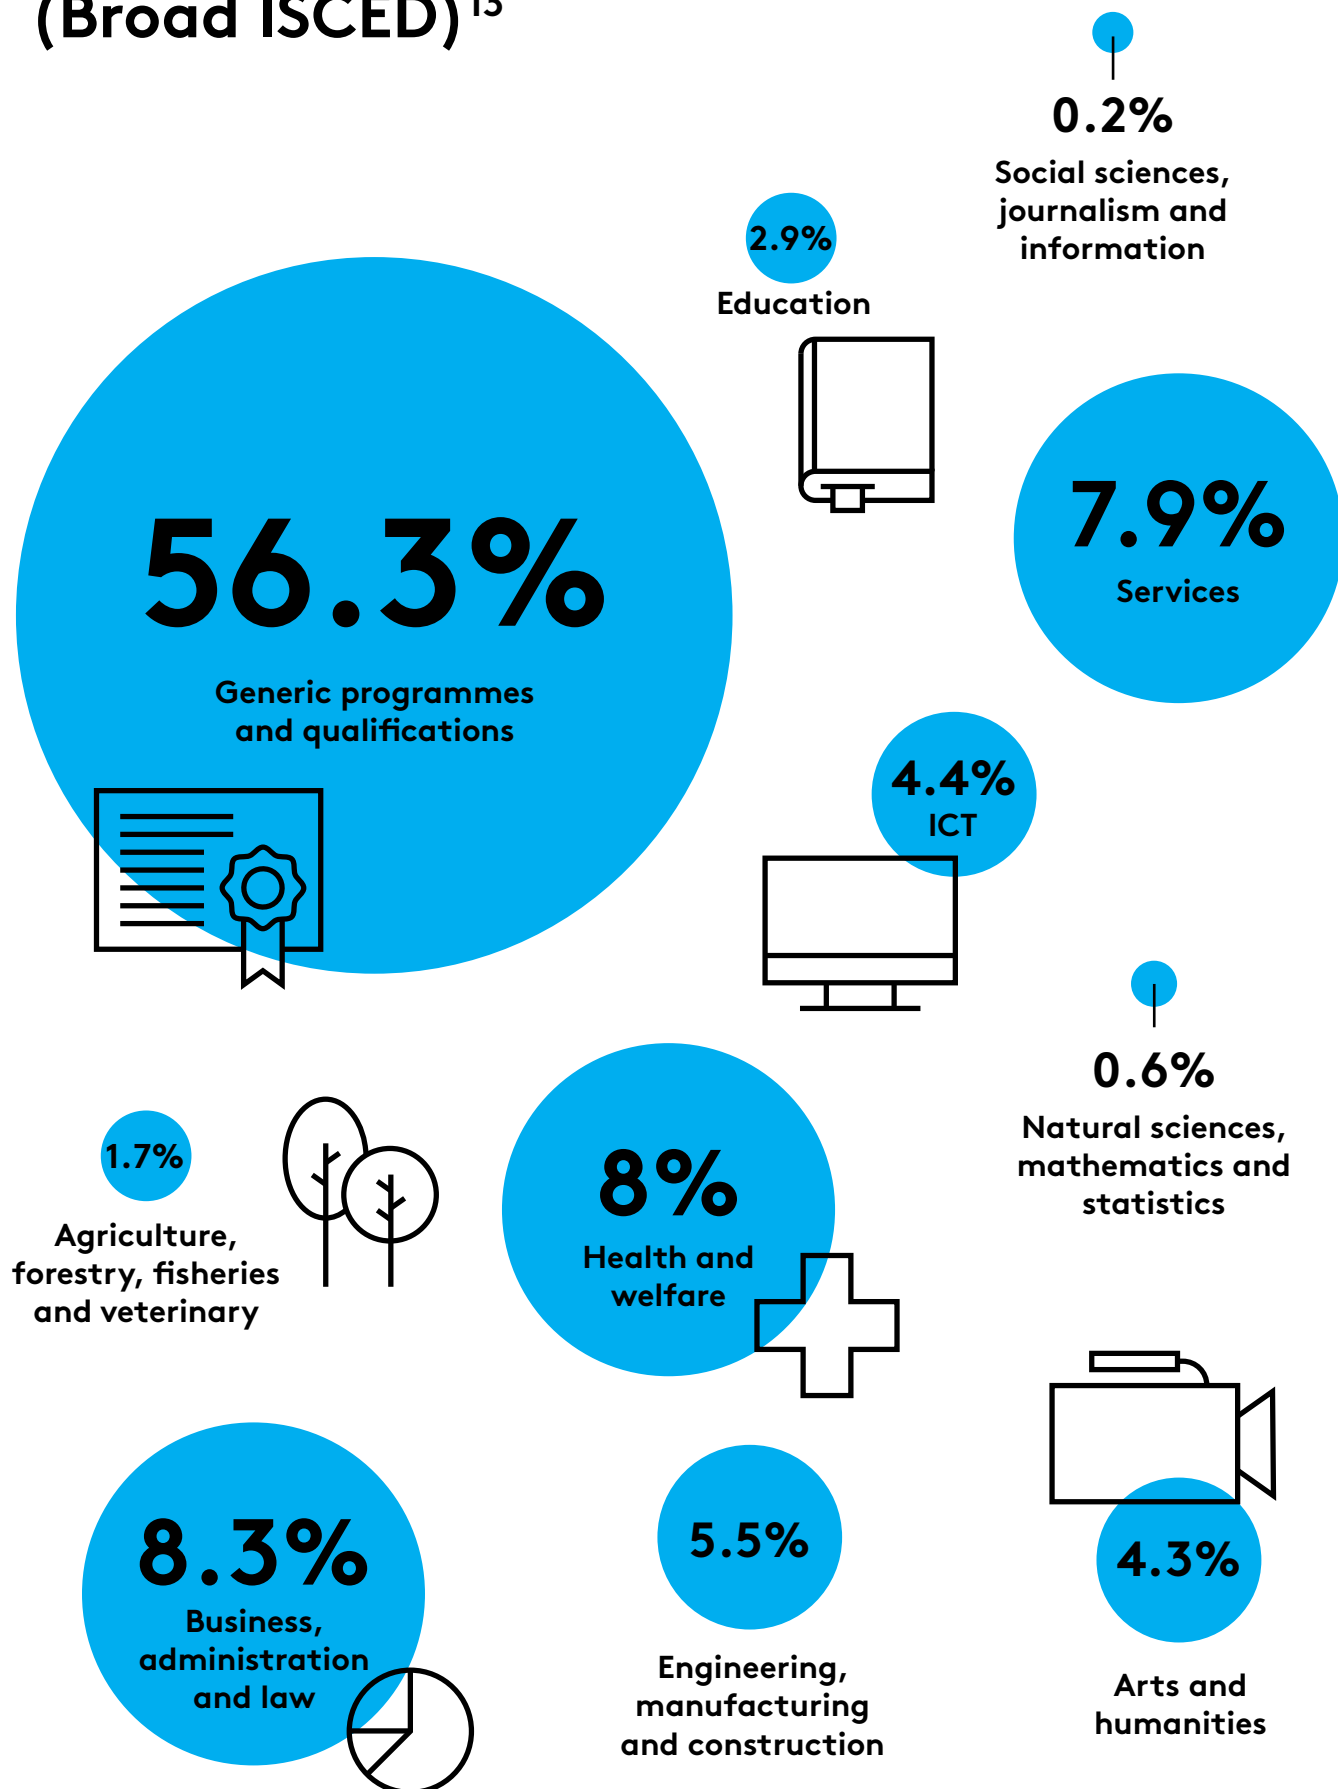 (Broad ISCED)
0.2%
Social sciences,
journalism and
information
2.9%
Education
7.9%
Services
56.3%
Generic programmes
and qualifications
4.4%
ICT
0.6%
Natural sciences,
mathematics and
statistics
1.7%
Agriculture,
forestry, fisheries
and veterinary
8%
Health and
welfare
8.3%
Business,
administration
and law
5.5%
Engineering,
manufacturing
and construction
4.3%
Arts and
humanities